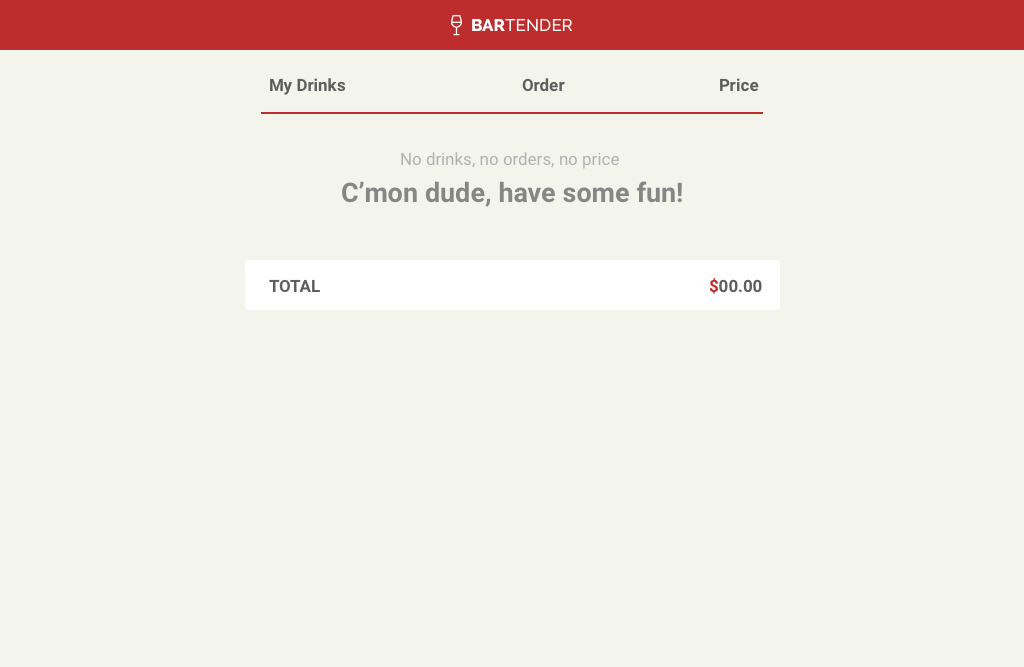 BARTENDER
My Drinks Order Price
No drinks, no orders, no price
C’mon dude, have some fun!
TOTAL $00.00